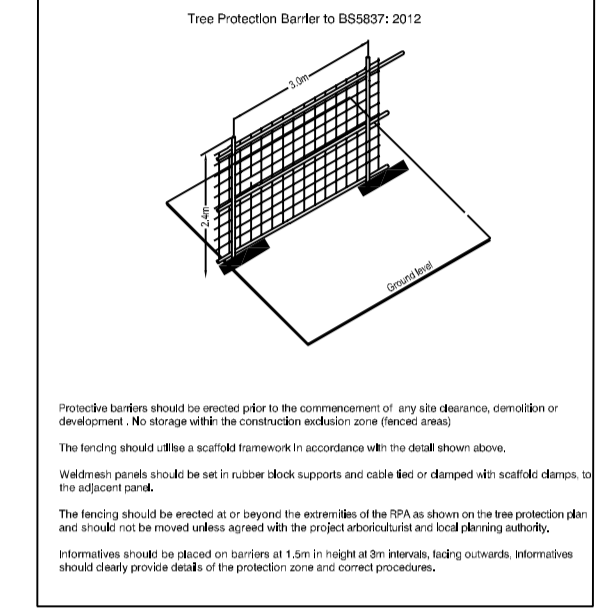 Tree Protection Barrier to BS5837: 2012
3.0m
2.4m
Ground level
Protective barriers should be erected prior to the commencement of any site clearance, demolition or
development . No storage within the construction exclusion zone (fenced areas)
The fencing should utilise a scaffold framework in accordance with the detail shown above.
Weldmesh panels should be set in rubber block supports and cable tied or clamped with scaffold clamps, to
the adjacent panel.
The fencing should be erected at or beyond the extremities of the RPA as shown on the tree protection plan
and should not be moved unless agreed with the project arboriculturist and local planning authority.
Informatives should be placed on barriers at 1.5m in height at 3m intervals, facing outwards, Informatives
should clearly provide details of the protection zone and correct procedures.